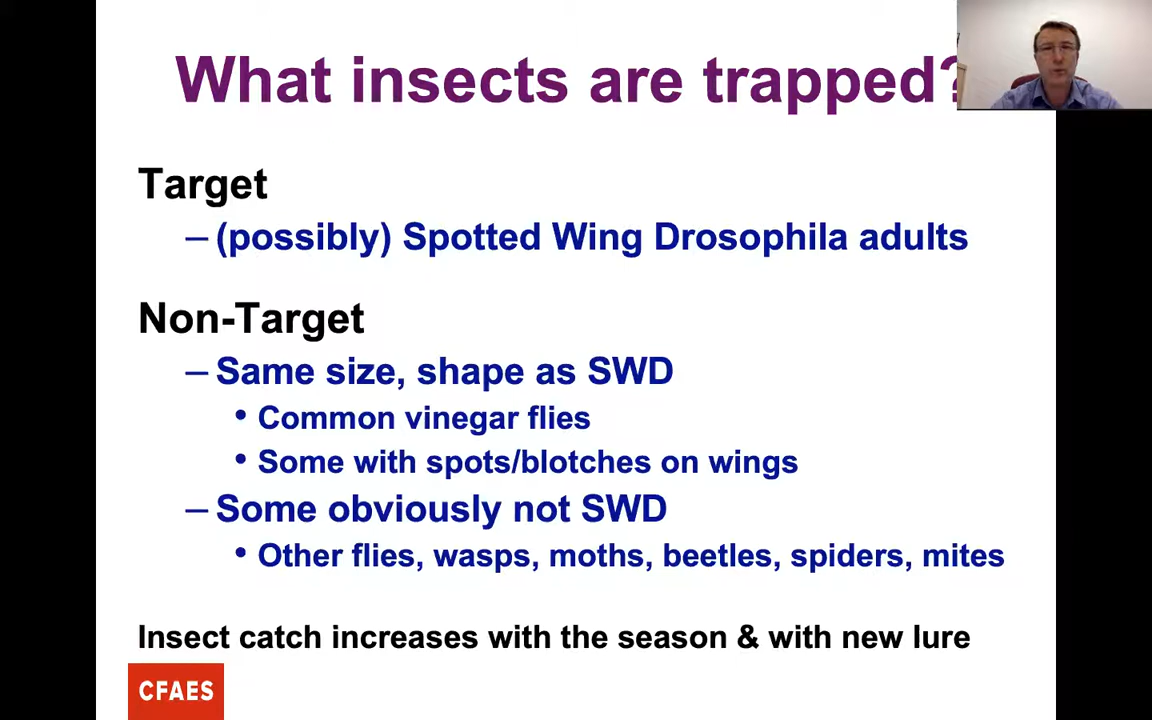 What insects are trapped?
Target
– (possibly) Spotted Wing Drosophila adults
Non-Target
– Same size, shape as SWD
• Common vinegar flies
• Some with spots/blotches on wings
– Some obviously not SWD
• Other flies, wasps, moths, beetles, spiders, mites
Insect catch increases with the season & with new lure
CFAES